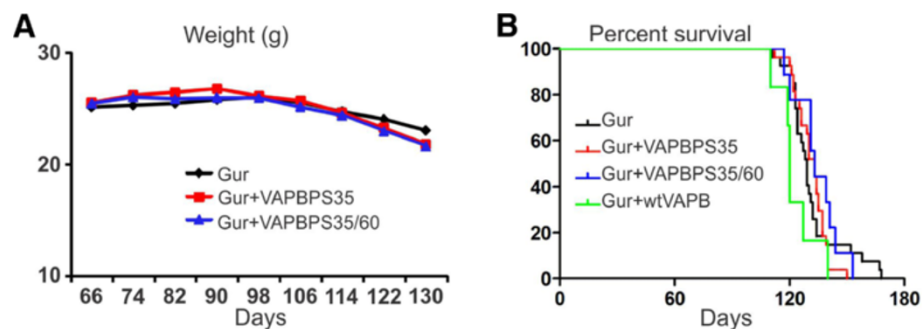 A
Weight (g)
30
20
10
Gur
Gur+VAPBPS35
Gur+VAPBPS35/60
66 74 82 90 98 106 114 122 130
Days
B
Percent survival
100
80
60
40
20
0
Gur
Gur+VAPBPS35
Gur+VAPBPS35/60
Gur+wtVAPB
0 60 120 180
Days